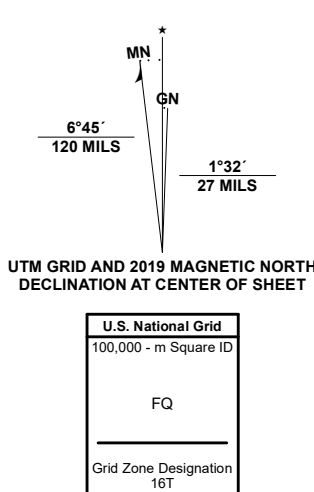 MN
GN
6°45´
120 MILS
1°32´
27 MILS
UTM GRID AND 2019 MAGNETIC NORTH
DECLINATION AT CENTER OF SHEET
U.S. National Grid
100,000 - m Square ID
FQ
Grid Zone Designation
16T